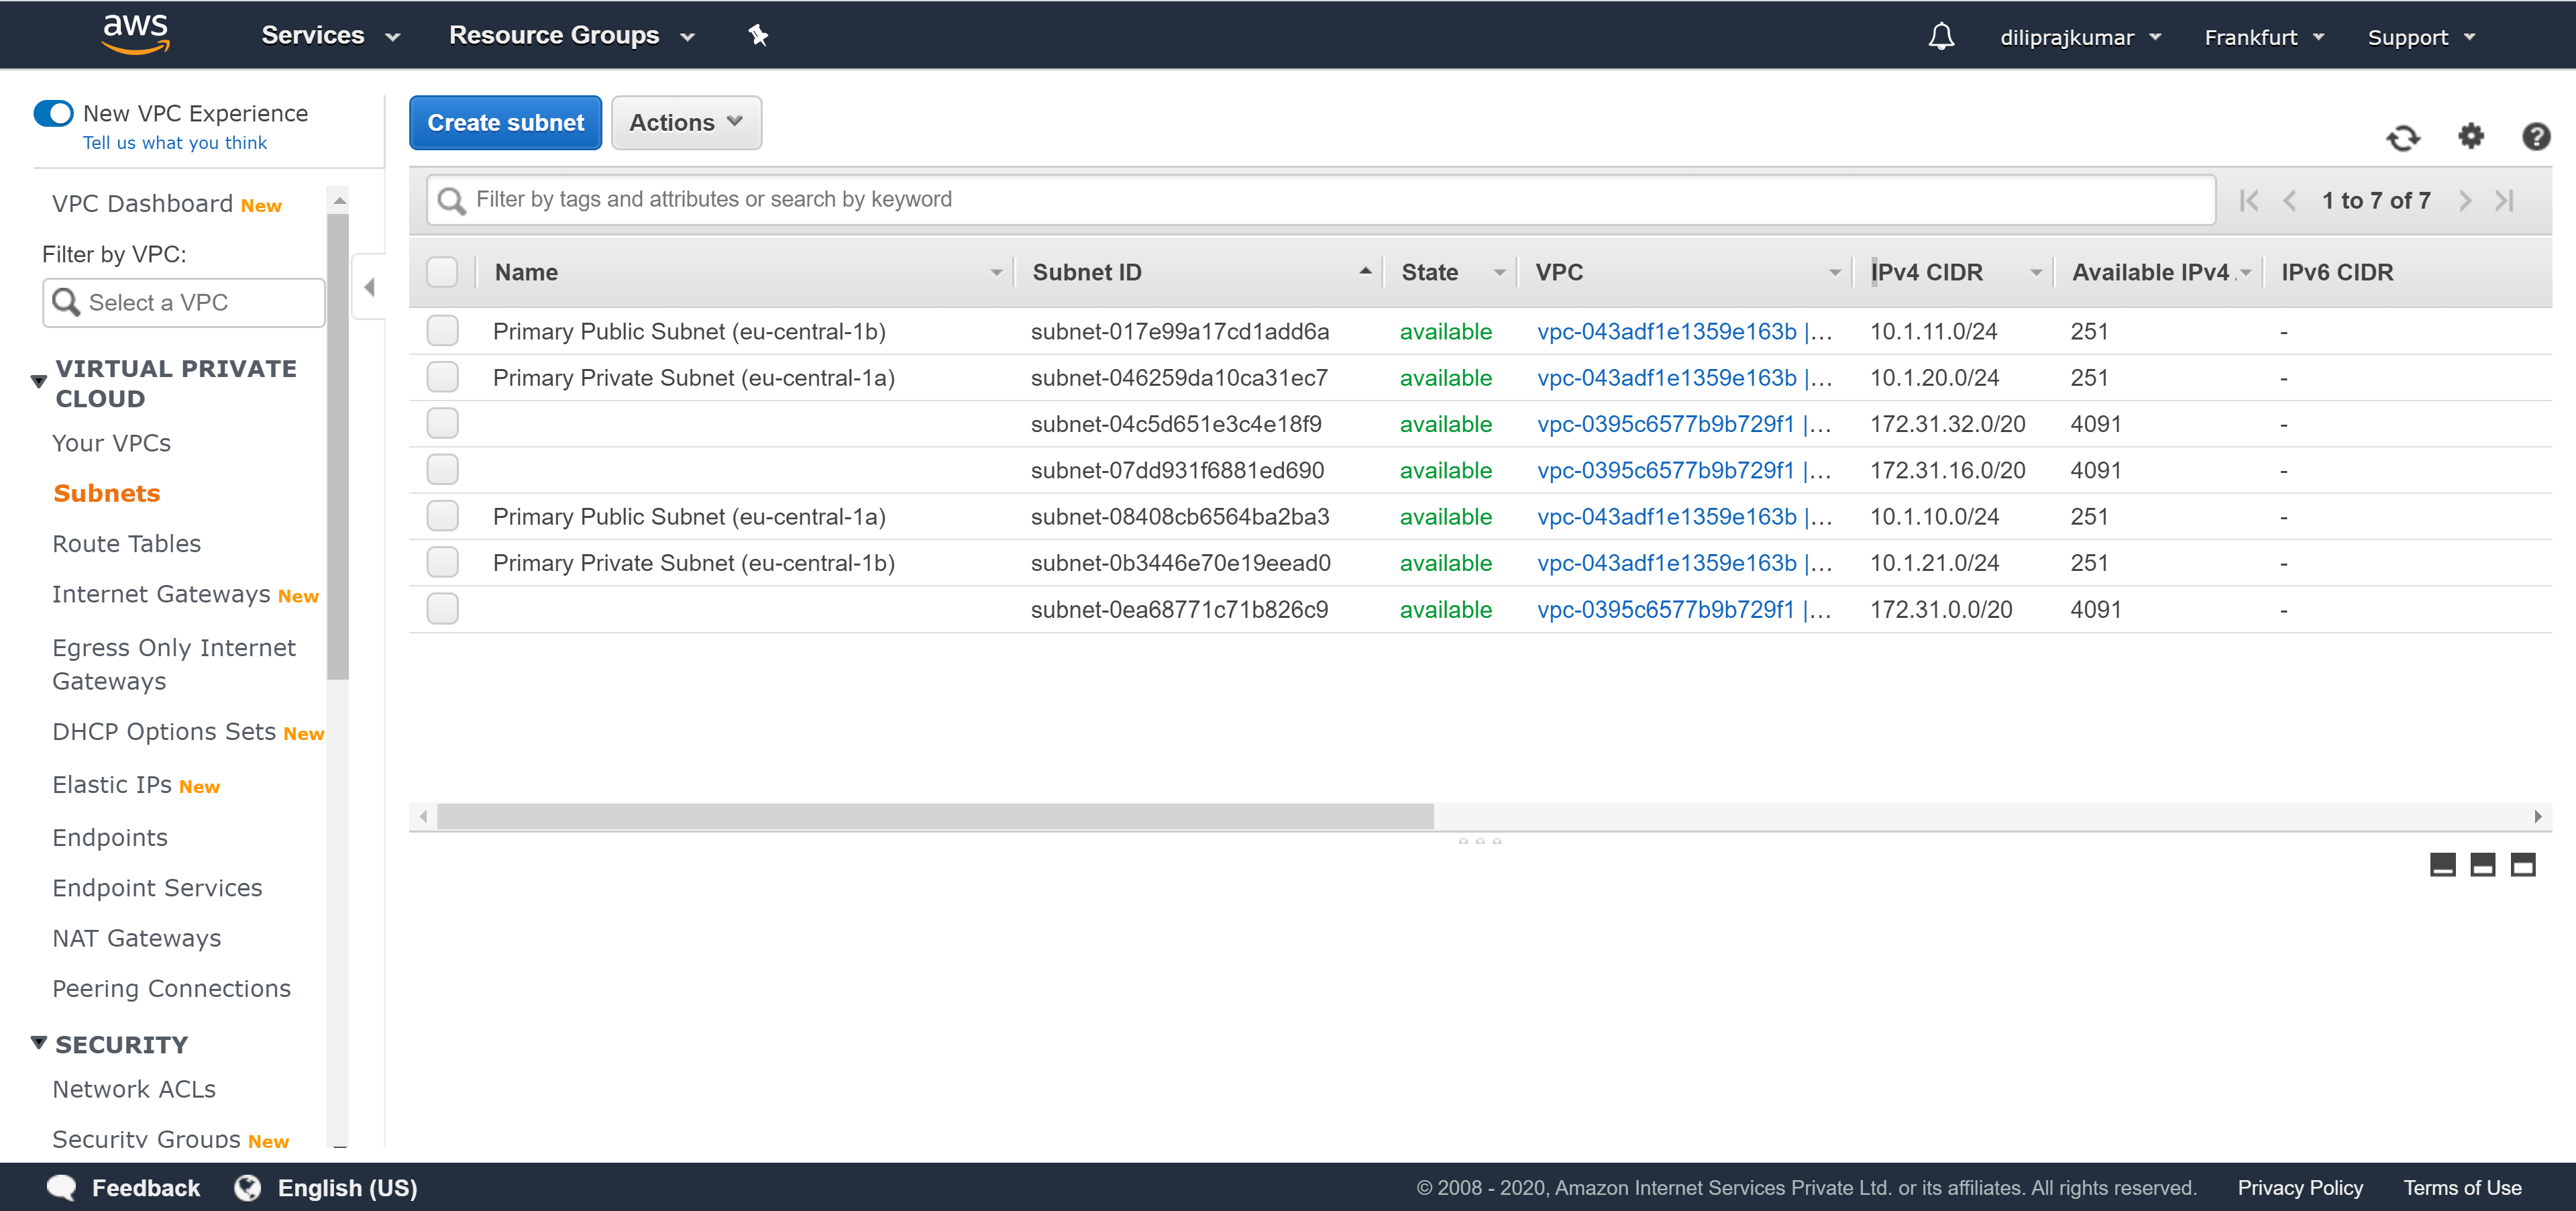 aws Services Resource Groups diliprajkumar Frankfurt Support
New VPC Experience
Tell us what you think
VPC Dashboard New
Filter by VPC:
Select a VPC
VIRTUAL PRIVATE
CLOUD
Your VPCs
Subnets
Route Tables
Internet Gateways New
Egress Only Internet
Gateways
DHCP Options Sets New
Elastic IPs New
Endpoints
Endpoint Services
NAT Gateways
Peering Connections
SECURITY
Network ACLs
Security Groups New
Create subnet Actions
Filter by tags and attributes or search by keyword 1 to 7 of 7
Name Subnet ID State VPC IPv4 CIDR Available IPv4 IPv6 CIDR
Primary Public Subnet (eu-central-1b) subnet-017e99a17cd1add6a available vpc-043adf1e1359e163b |... 10.1.11.0/24 251 -
Primary Private Subnet (eu-central-1a) subnet-046259da10ca31ec7 available vpc-043adf1e1359e163b |... 10.1.20.0/24 251 -
subnet-04c5d651e3c4e18f9 available vpc-0395c6577b9b729f1 |... 172.31.32.0/20 4091 -
subnet-07dd931f6881ed690 available vpc-0395c6577b9b729f1 |... 172.31.16.0/20 4091 -
Primary Public Subnet (eu-central-1a) subnet-08408cb6564ba2ba3 available vpc-043adf1e1359e163b |... 10.1.10.0/24 251 -
Primary Private Subnet (eu-central-1b) subnet-0b3446e70e19eead0 available vpc-043adf1e1359e163b |... 10.1.21.0/24 251 -
subnet-0ea68771c71b826c9 available vpc-0395c6577b9b729f1 |... 172.31.0.0/20 4091 -
Feedback English (US) © 2008 - 2020, Amazon Internet Services Private Ltd. or its affiliates. All rights reserved. Privacy Policy Terms of Use